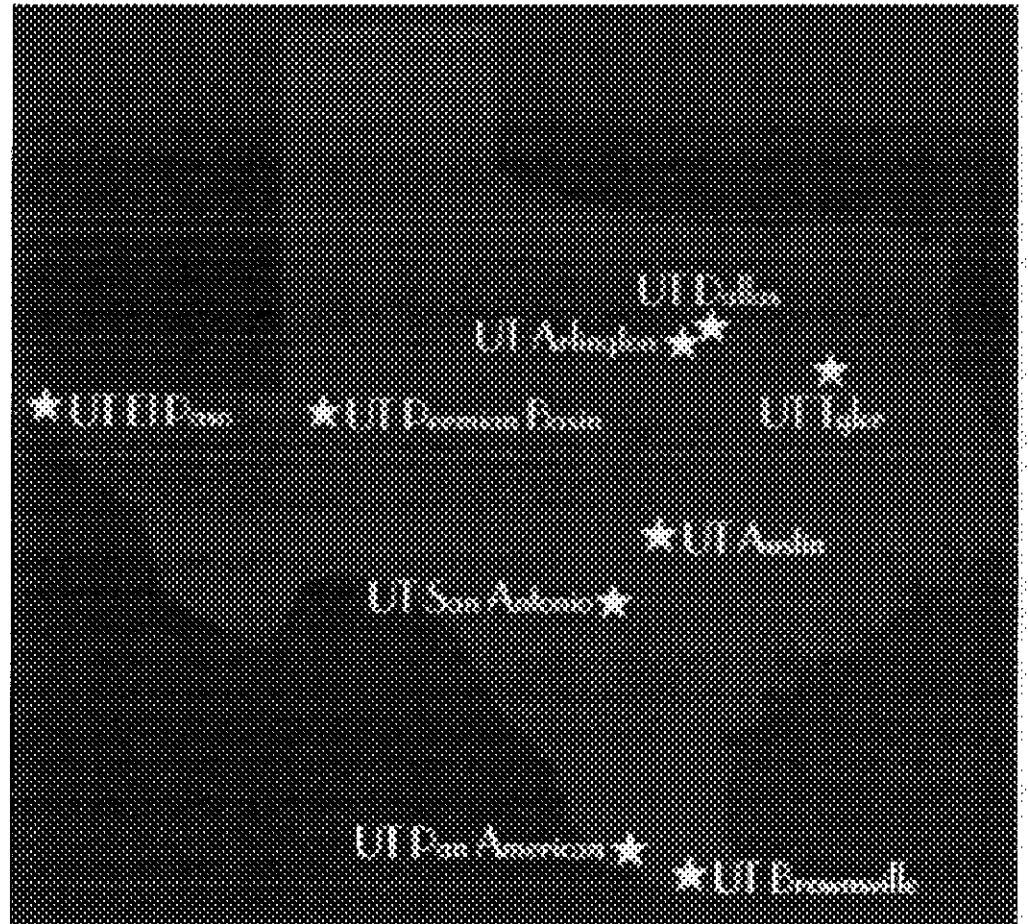 UT Dallas
UT Arlington
UT El Paso
UT Permian Basin
UT Tyler
UT Austin
UT San Antonio
UT Pan American
UT Brownsville